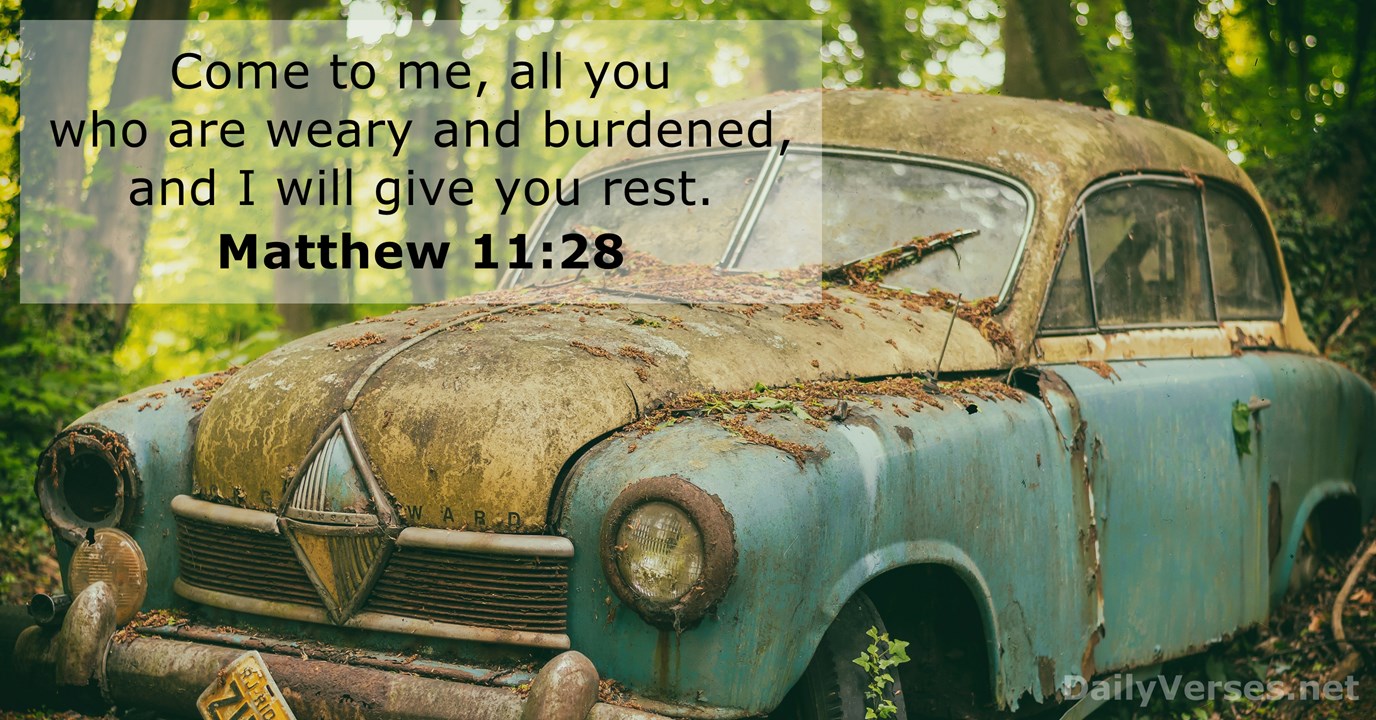 Come to me, all you
who are weary and burdened,
and I will give you rest.
Matthew 11:28
WARD
DailyVerses.net